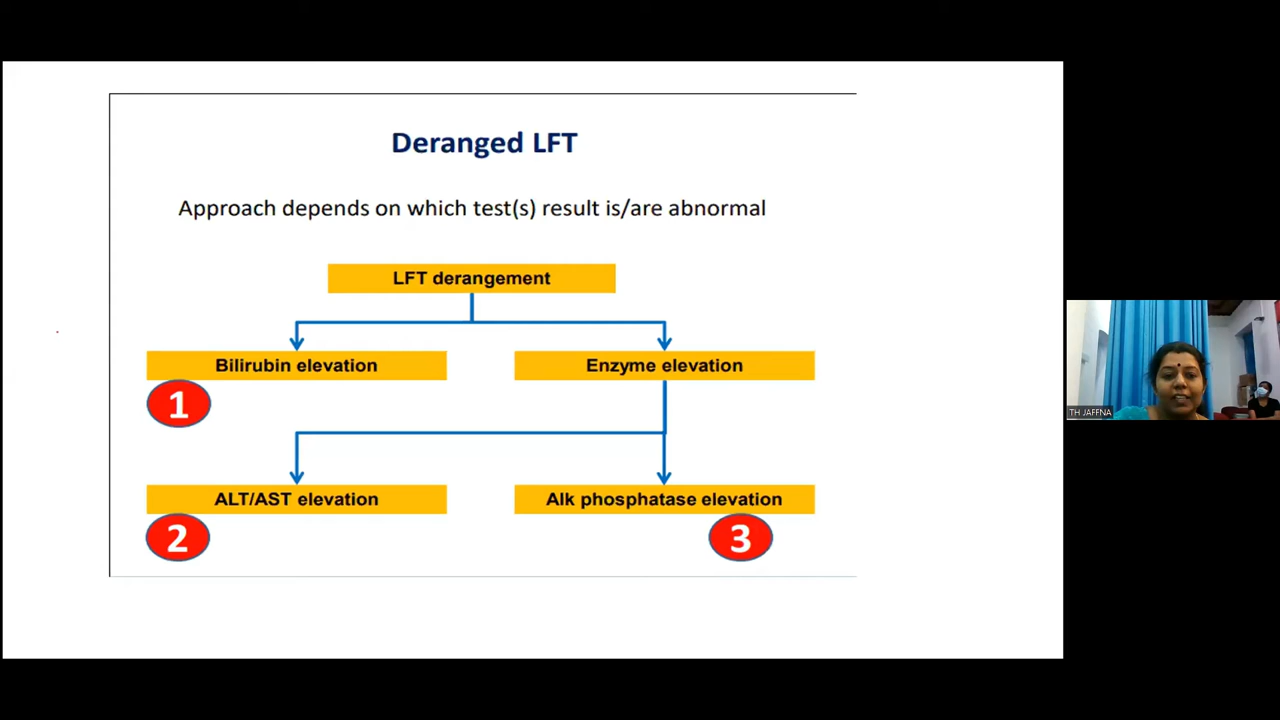 Deranged LFT
Approach depends on which test(s) result is/are abnormal
LFT derangement
Bilirubin elevation
Enzyme elevation
1
ALT/AST elevation
Alk phosphatase elevation
2
3
TH JAFFNA